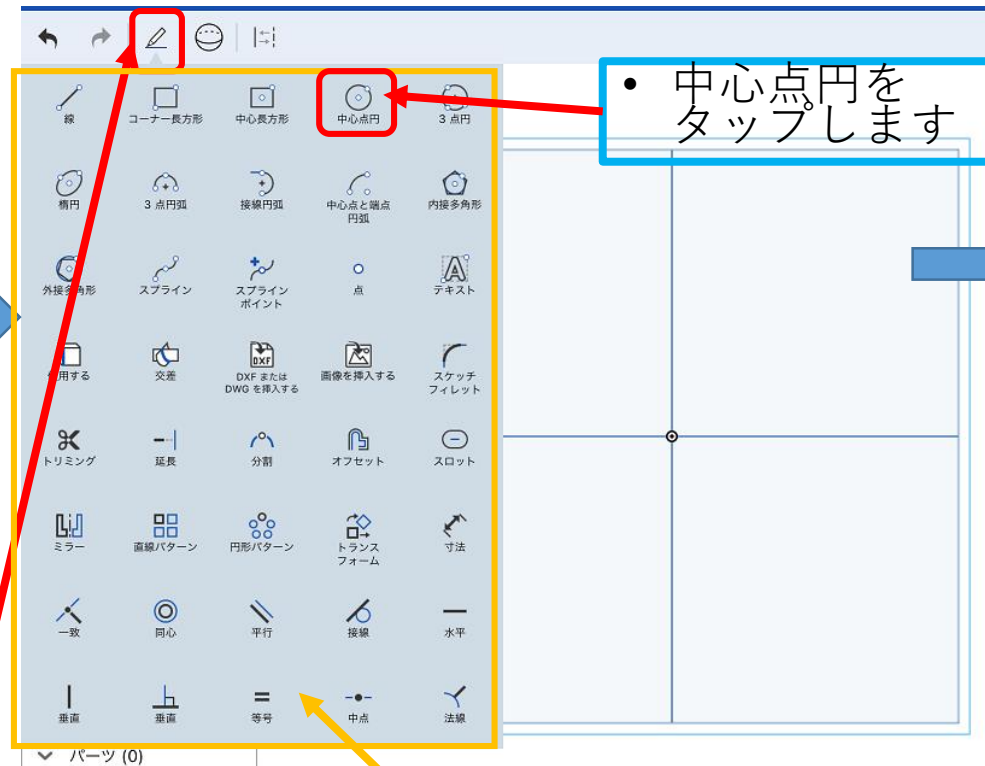 • 中心点円を
タップします
線
コーナー長方形
中心長方形
中心点円
3 点円
楕円
3 点円弧
接線円弧
中心点と端点
円弧
内接多角形
外接多角形
スプライン
スプライン
ポイント
点
テキスト
使用する
交差
DXF
DXF または
DWG を挿入する
画像を挿入する
スケッチ
フィレット
トリミング
延長
分割
オフセット
スロット
ミラー
直線パターン
円形パターン
トランス
フォーム
寸法
一致
同心
平行
接線
水平
垂直
垂直
等号
中点
法線
パーツ (0)